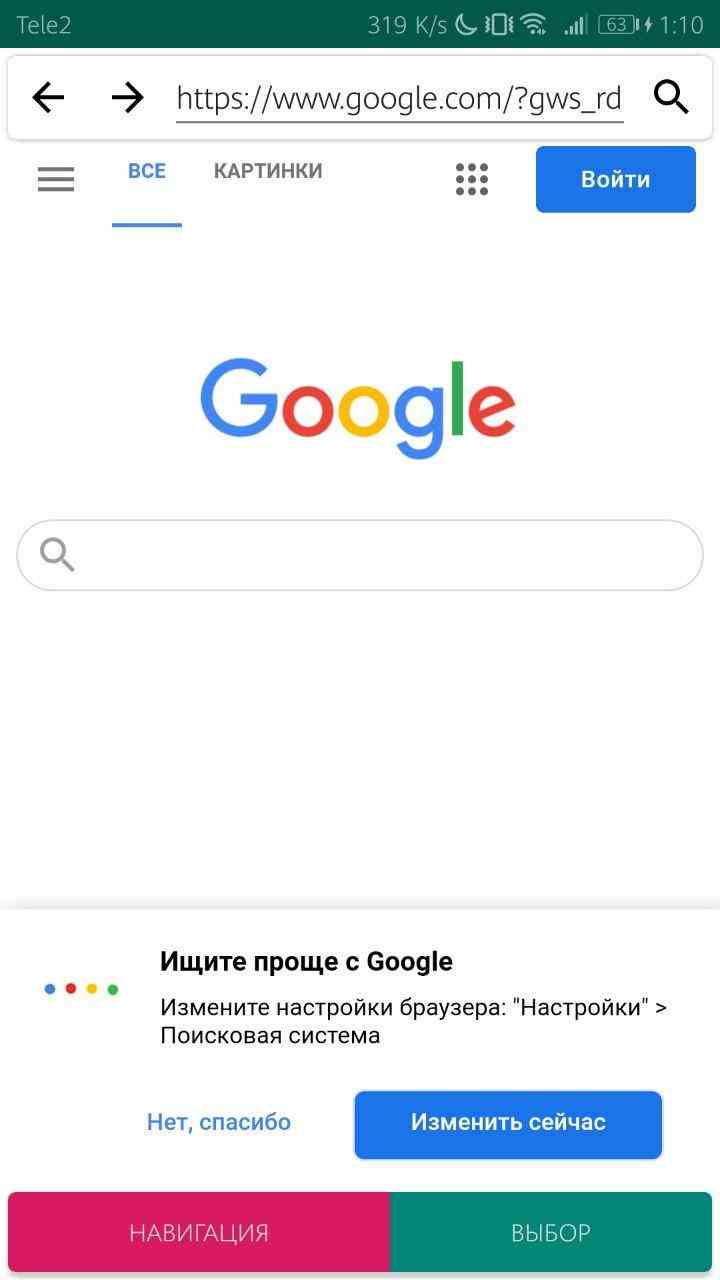 Tele2 319 K/s 63 1:10
https://www.google.com/?gws_rd
ВСЕ КАРТИНКИ Войти
Google
Ищите проще с Google
Измените настройки браузера: "Настройки" >
Поисковая система
Нет, спасибо Изменить сейчас
НАВИГАЦИЯ ВЫБОР